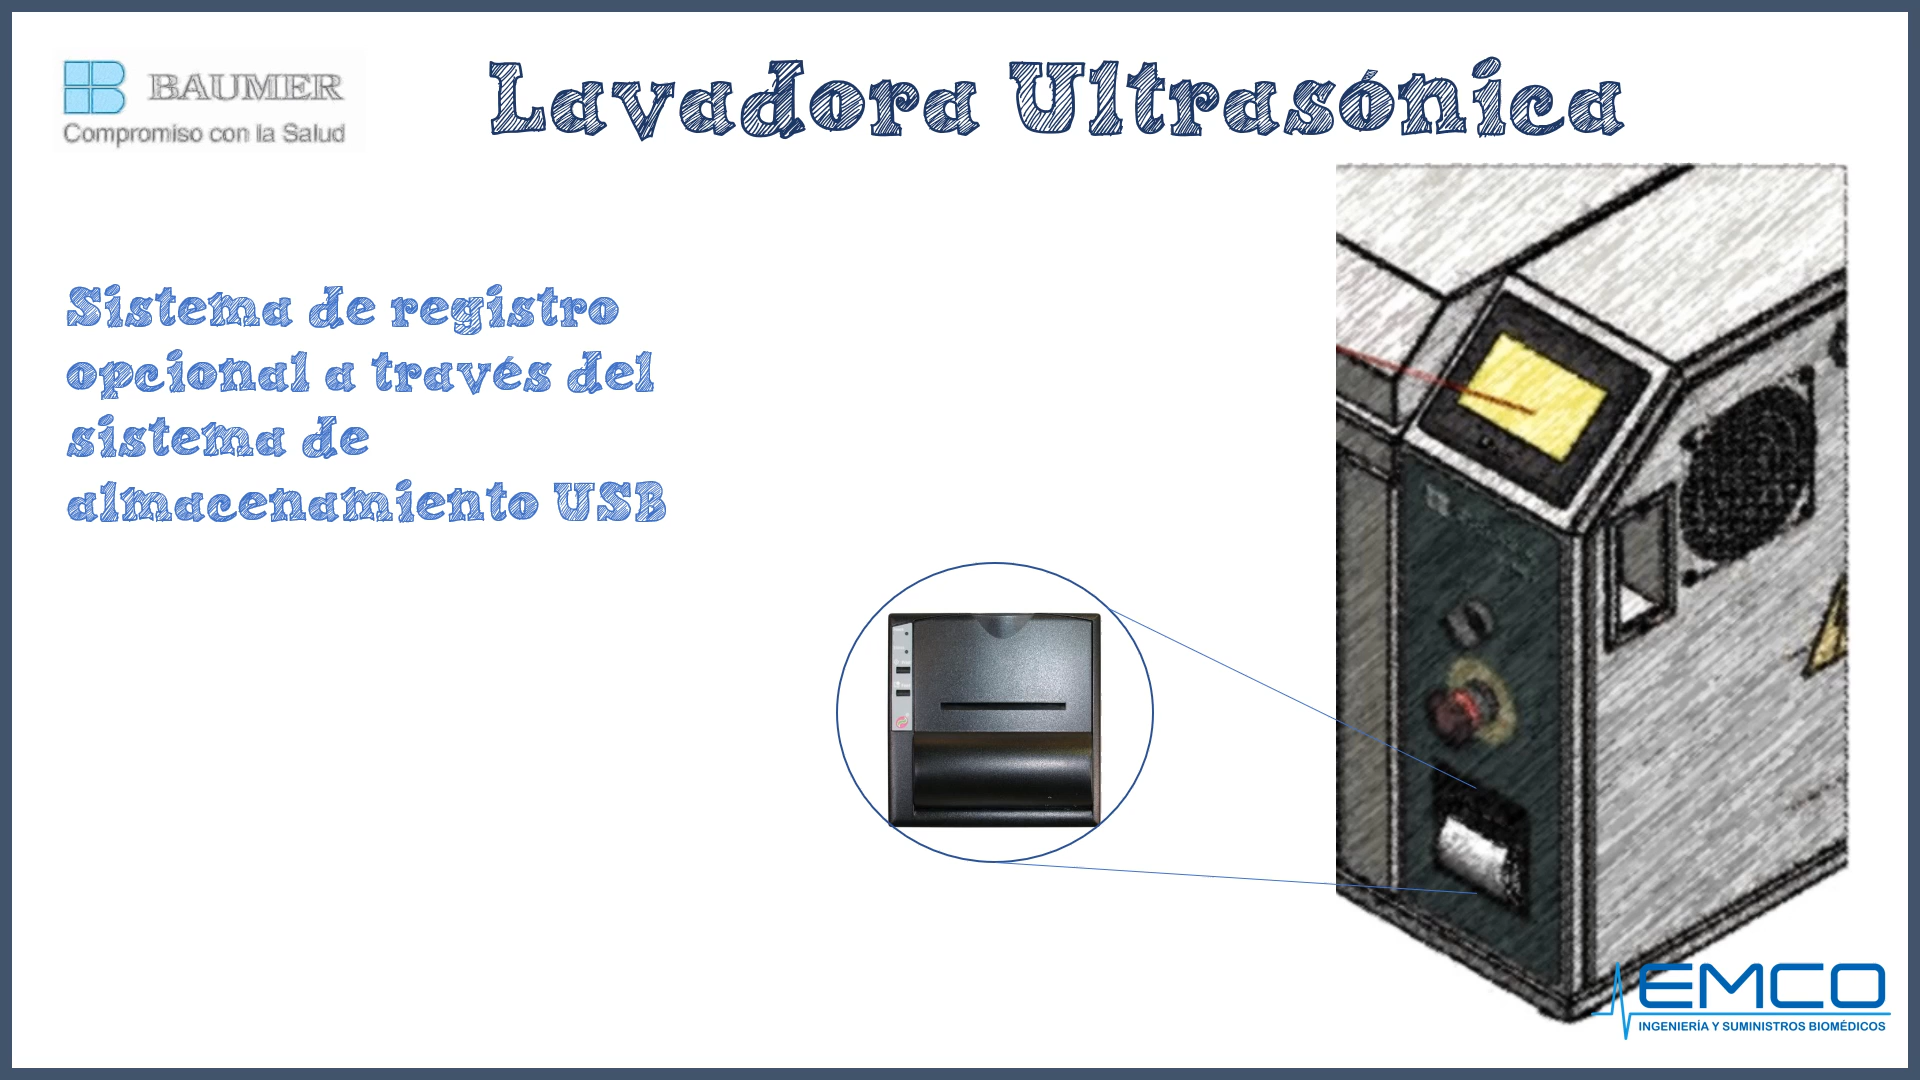 BAUMER
Compromiso con la Salud
Lavadora Ultrasónica
Sistema de registro
opcional a través del
sistema de
almacenamiento USB
EMCO
INGENIERÍA Y SUMINISTROS BIOMÉDICOS